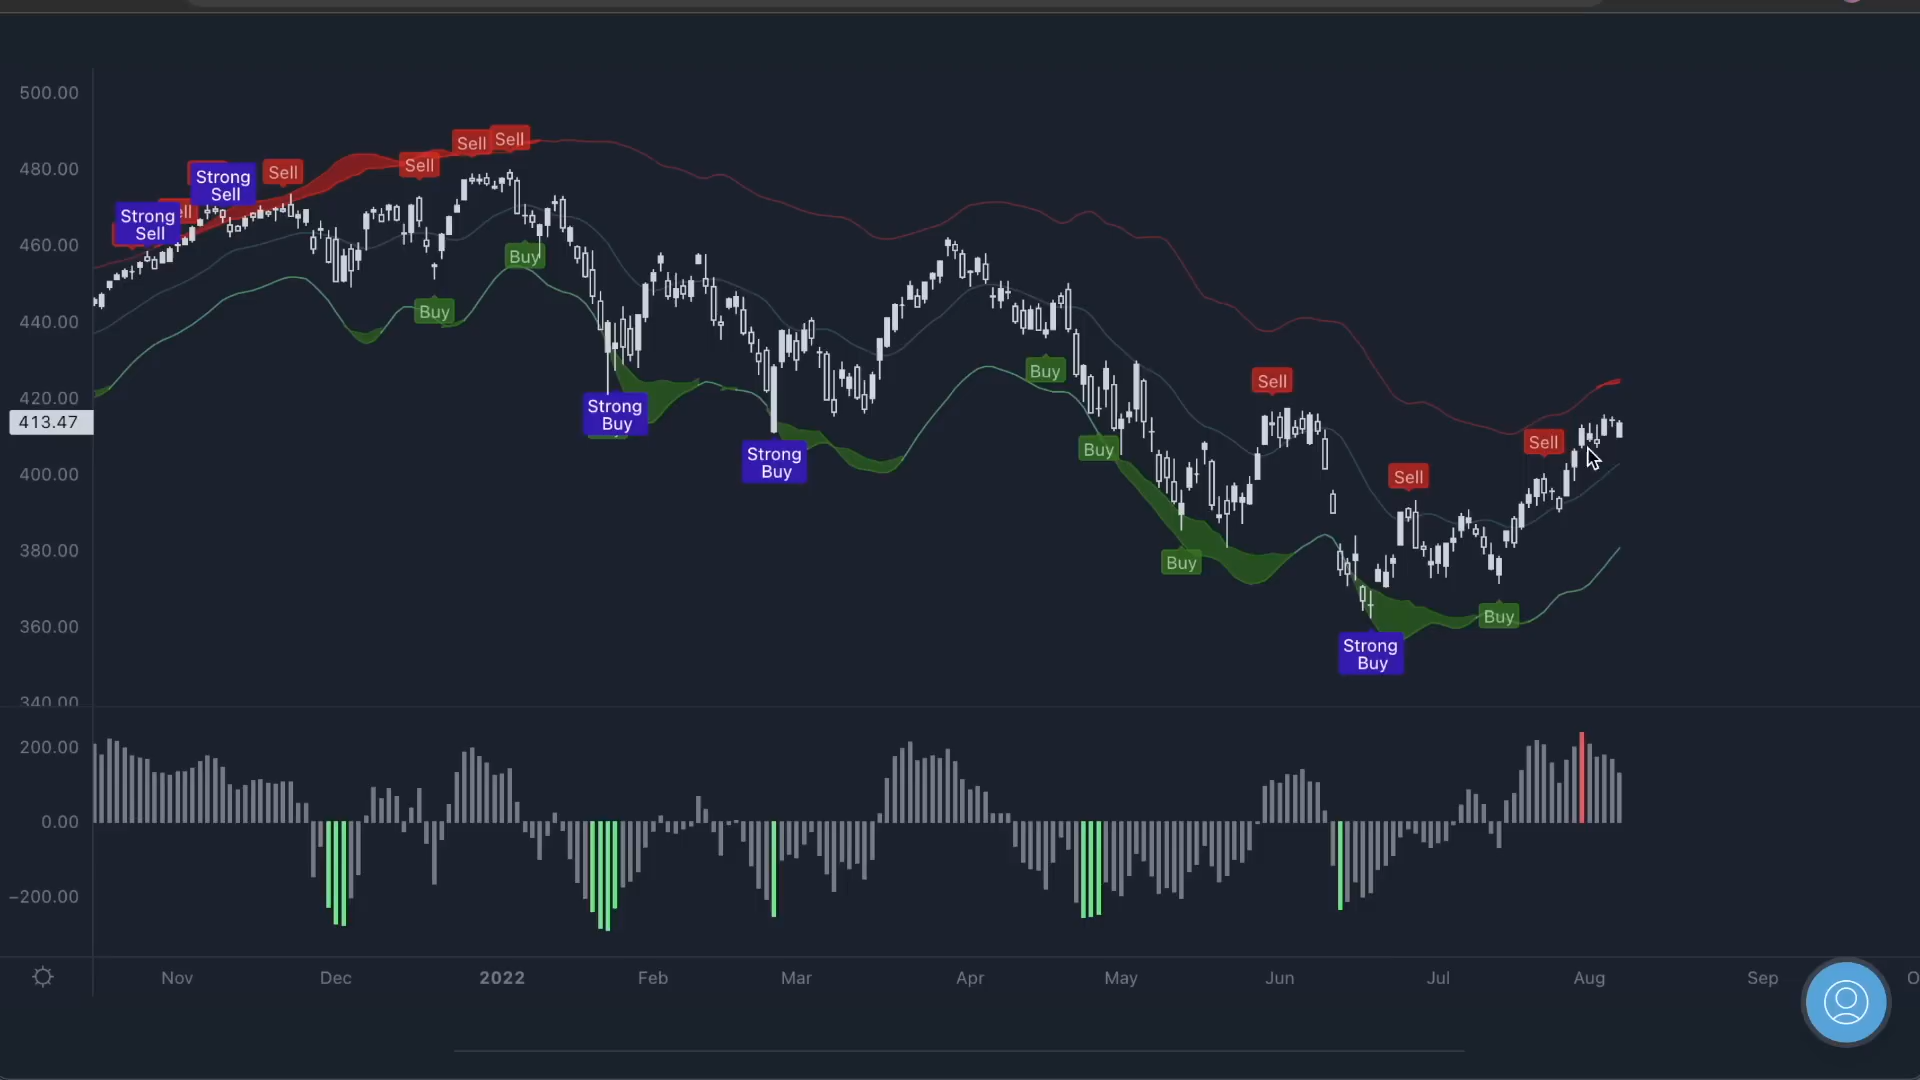 500.00
480.00
460.00
440.00
420.00
413.47
400.00
380.00
360.00
340.00
Strong
Sell
ell
Strong
Sell
Sell
Sell
Sell
Sell
Buy
Buy
Strong
Buy
Strong
Buy
Buy
Buy
Buy
Sell
Sell
Sell
Strong
Buy
Buy
200.00
0.00
−200.00
Nov
Dec
2022
Feb
Mar
Apr
May
Jun
Jul
Aug
Sep
O